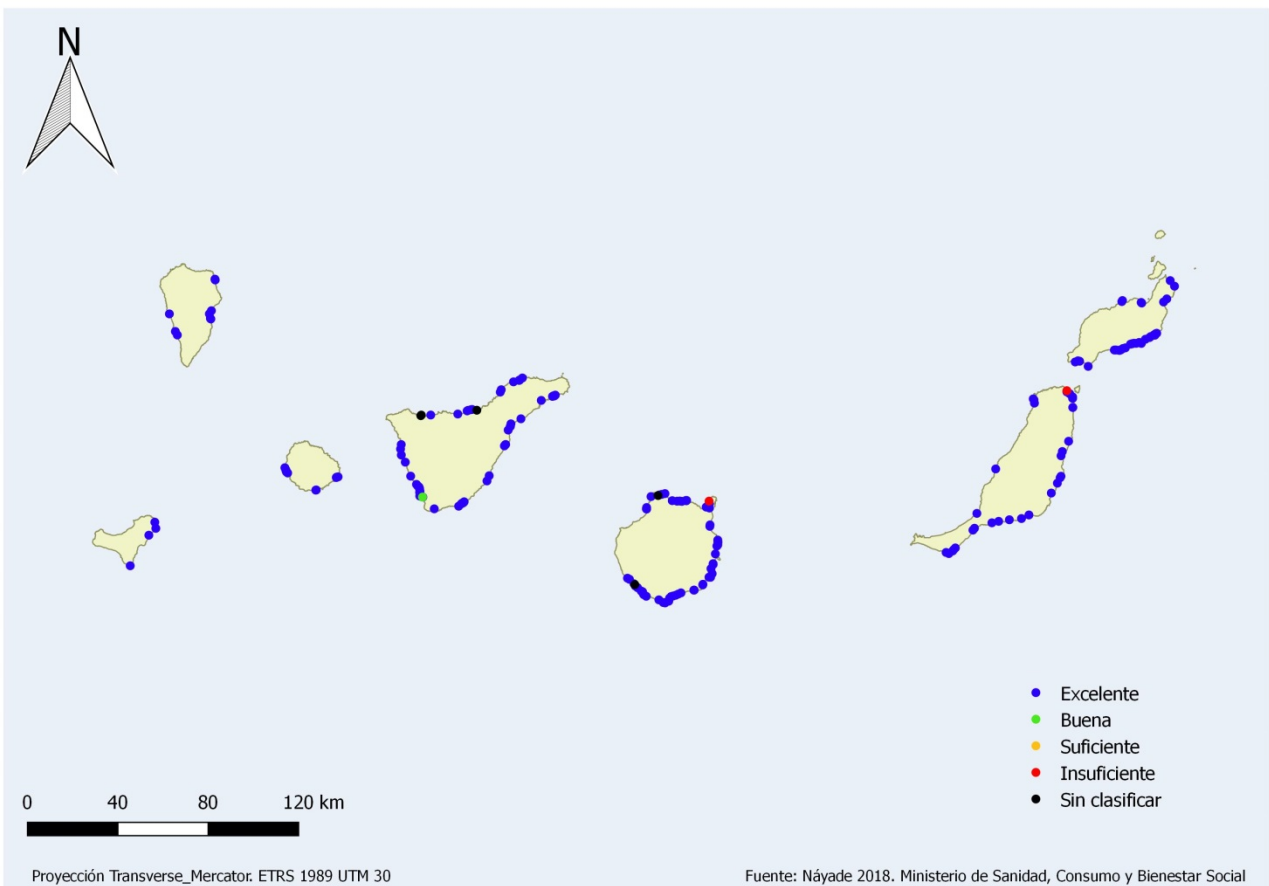 N
Excelente
Buena
Suficiente
Insuficiente
Sin clasificar
0 40 80 120 km
Proyección Transverse_Mercator. ETRS 1989 UTM 30
Fuente: Náyade 2018. Ministerio de Sanidad, Consumo y Bienestar Social